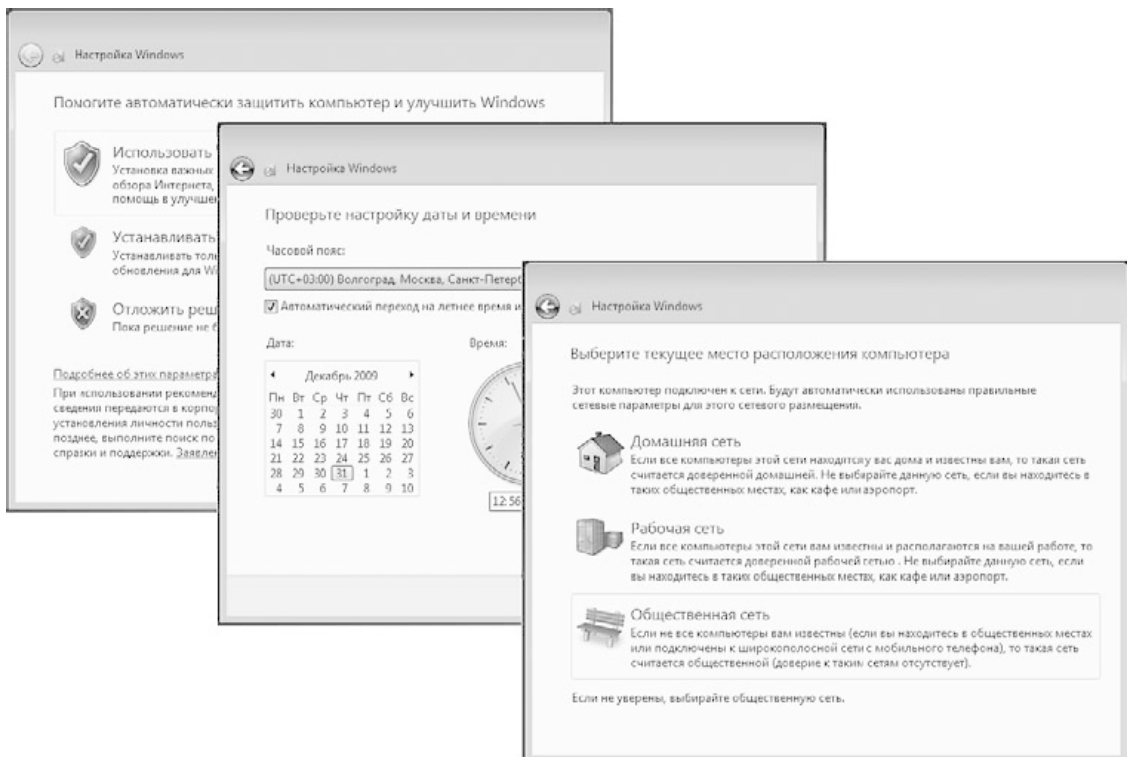 Настройка Windows
Помогите автоматически защитить компьютер и улучшить Windows
Использовать
Установка важных
обзора Интернета,
помощь в улучшен
Устанавливать
Устанавливать толь
обновления для Wi
Отложить реш
Пока решение не б
Подробнее об этих параметра
При использовании рекоменд
сведения передаются в корпо
установления личности польз
позднее, выполните поиск по
справки и поддержки. Заявлен
Настройка Windows
Проверьте настройку даты и времени
Часовой пояс:
(UTC+03:00) Волгоград, Москва, Санкт-Петерб
Автоматический переход на летнее время и
Дата:
Время:
Декабрь 2009
Пн Вт Ср Чт Пт Сб Вс
30 1 2 3 4 5 6
7 8 9 10 11 12 13
14 15 16 17 18 19 20
21 22 23 24 25 26 27
28 29 30 31 1 2 3
4 5 6 7 8 9 10
12:56
Настройка Windows
Выберите текущее место расположения компьютера
Этот компьютер подключен к сети. Будут автоматически использованы правильные
сетевые параметры для этого сетевого размещения.
Домашняя сеть
Если все компьютеры этой сети находятся у вас дома и известны вам, то такая сеть
считается доверенной домашней. Не выбирайте данную сеть, если вы находитесь в
таких общественных местах, как кафе или аэропорт.
Рабочая сеть
Если все компьютеры этой сети вам известны и располагаются на вашей работе, то
такая сеть считается доверенной рабочей сетью . Не выбирайте данную сеть, если
вы находитесь в таких общественных местах, как кафе или аэропорт.
Общественная сеть
Если не все компьютеры вам известны (если вы находитесь в общественных местах
или подключены к широкополосной сети с мобильного телефона), то такая сеть
считается общественной (доверие к таким сетям отсутствует).
Если не уверены, выбирайте общественную сеть.